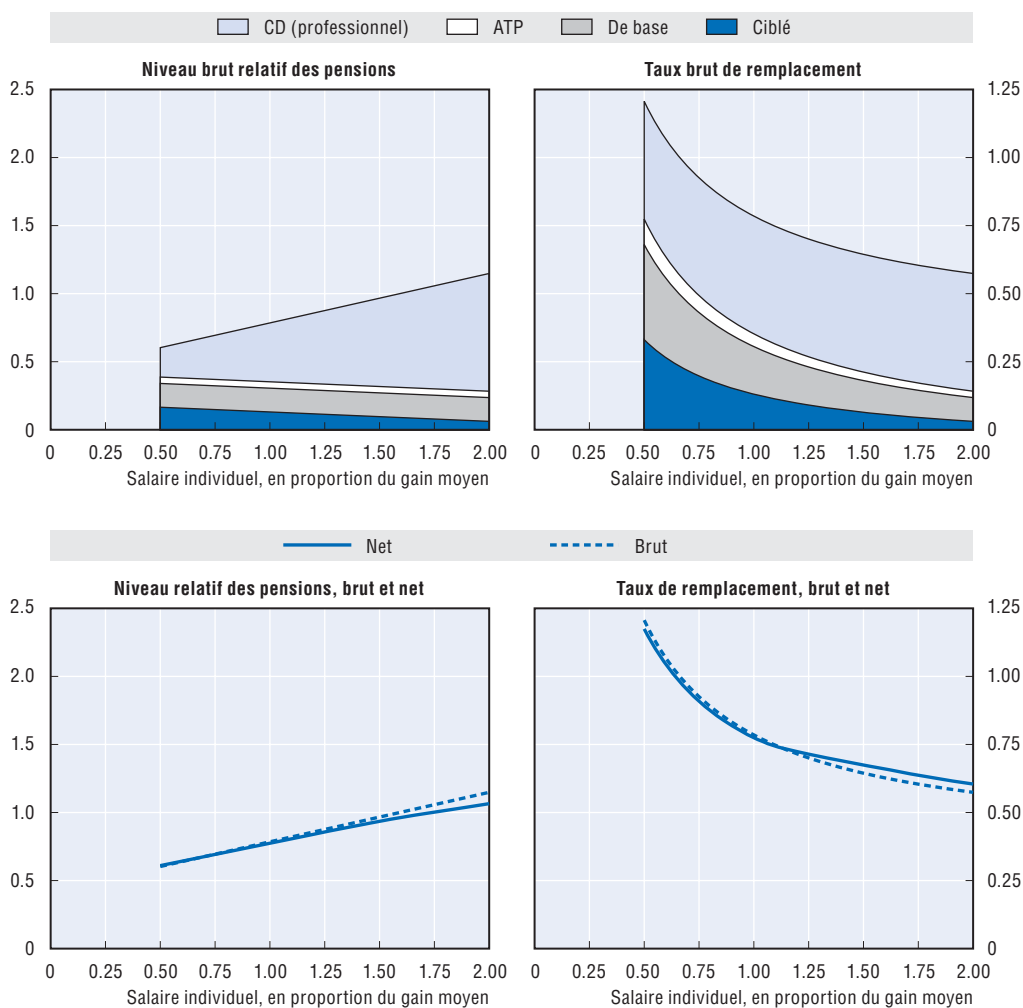 CD (professionnel) ATP De base Ciblé
Niveau brut relatif des pensions
2.5
2.0
1.5
1.0
0.5
0
0 0.25 0.50 0.75 1.00 1.25 1.50 1.75 2.00
Salaire individuel, en proportion du gain moyen
Taux brut de remplacement
1.25
1.00
0.75
0.50
0.25
0
0 0.25 0.50 0.75 1.00 1.25 1.50 1.75 2.00
Salaire individuel, en proportion du gain moyen
Net Brut
Niveau relatif des pensions, brut et net
2.5
2.0
1.5
1.0
0.5
0
0 0.25 0.50 0.75 1.00 1.25 1.50 1.75 2.00
Salaire individuel, en proportion du gain moyen
Taux de remplacement, brut et net
1.25
1.00
0.75
0.50
0.25
0
0 0.25 0.50 0.75 1.00 1.25 1.50 1.75 2.00
Salaire individuel, en proportion du gain moyen